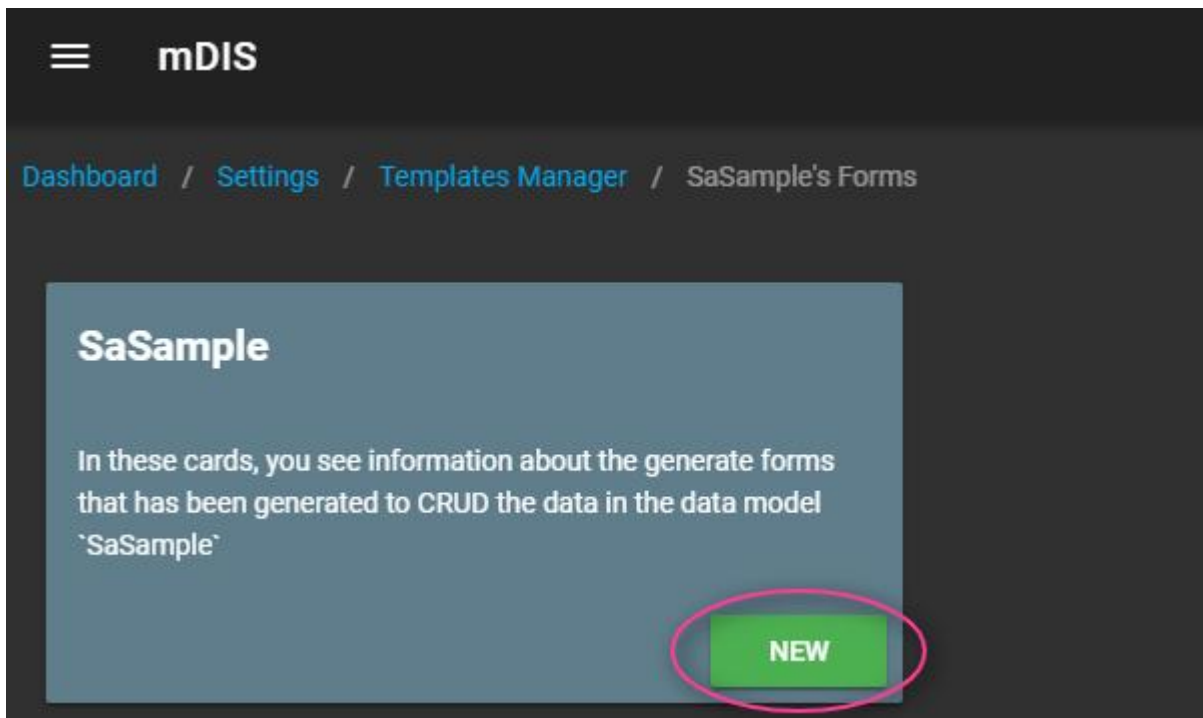 mDIS
Dashboard / Settings / Templates Manager / SaSample's Forms
SaSample
In these cards, you see information about the generate forms
that has been generated to CRUD the data in the data model
`SaSample`
NEW